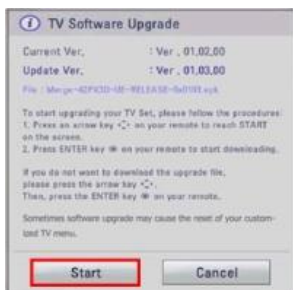 TV Software Upgrade
Current Ver. : Ver . 01.02.00
Update Ver. : Ver . 01.03.00
File :
To start upgrading your TV Set, please follow the procedures:
1. Press an arrow key on your remote to reach START
on the screen.
2. Press ENTER key on your remote to start downloading.
If you do not want to download the upgrade file,
please press the arrow key .
Then, press the ENTER key on your remote.
Sometimes software upgrade may cause the reset of your custom-
ized TV menu.
Start
Cancel